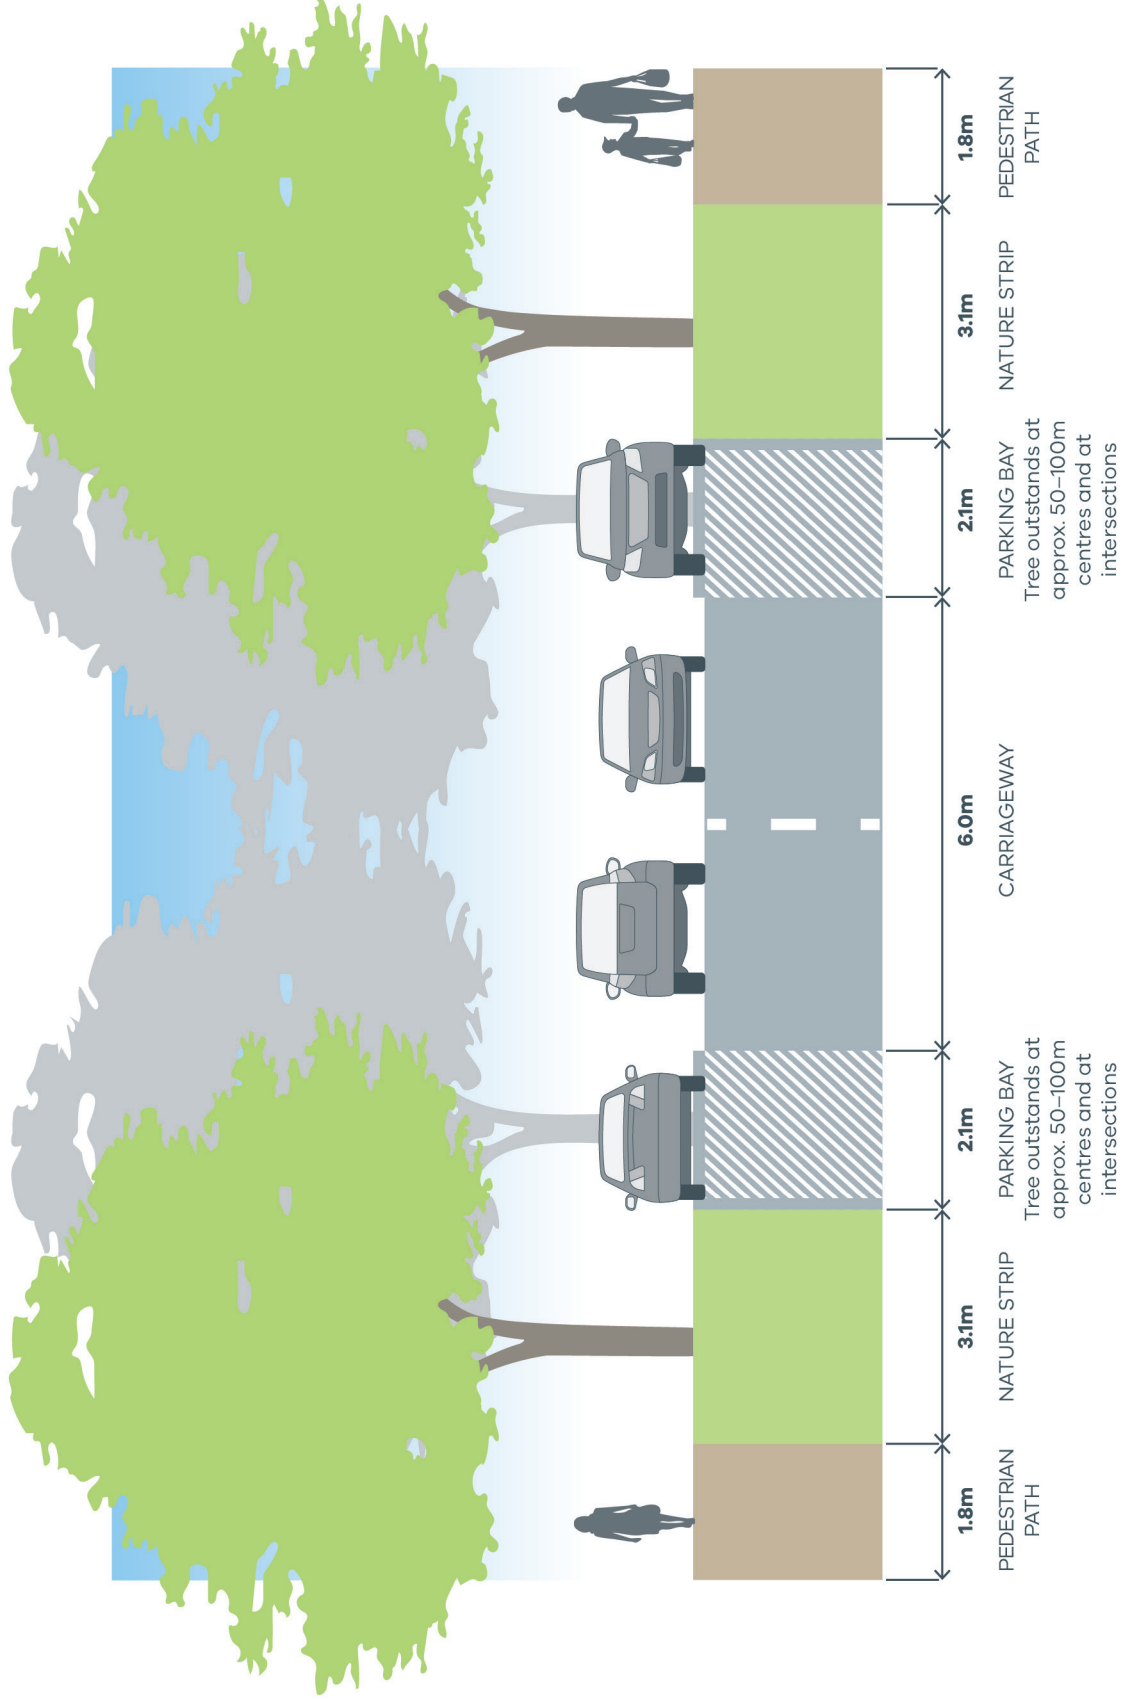 1.8m
PEDESTRIAN
PATH
3.1m
NATURE STRIP
2.1m
PARKING BAY
Tree outstands at
approx. 50–100m
centres and at
intersections
6.0m
CARRIAGEWAY
2.1m
PARKING BAY
Tree outstands at
approx. 50–100m
centres and at
intersections
3.1m
NATURE STRIP
1.8m
PEDESTRIAN
PATH